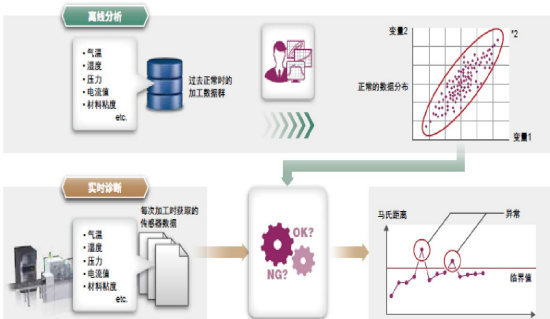 离线分析
・气温
・湿度
・压力
・电流值
・材料粘度
etc.
过去正常时的
加工数据群
变量2
*2
正常的数据分布
变量1
实时诊断
・气温
・湿度
・压力
・电流值
・材料粘度
etc.
每次加工时获取的
传感器数据
OK?
NG?
马氏距离
异常
临界值